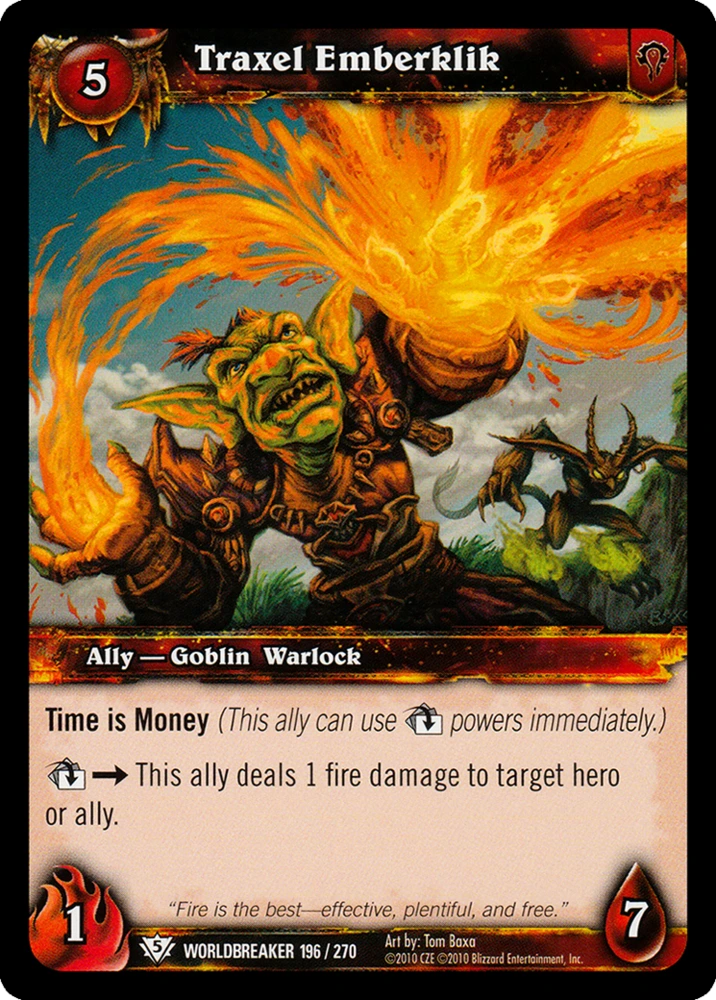 5
Traxel Emberklik
BAXA
Ally — Goblin Warlock
Time is Money (This ally can use powers immediately.)
➞ This ally deals 1 fire damage to target hero
or ally.
"Fire is the best—effective, plentiful, and free."
1
7
5
WORLDBREAKER 196 / 270
Art by: Tom Baxa
©2010 CZE ©2010 Blizzard Entertainment, Inc.